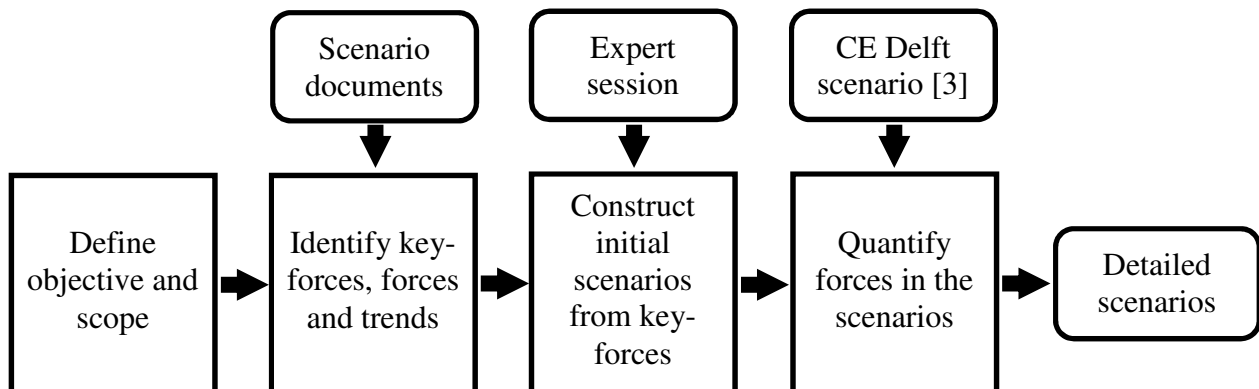 Scenario
documents
Expert
session
CE Delft
scenario [3]
Define
objective and
scope
Identify key-
forces, forces
and trends
Construct
initial
scenarios
from key-
forces
Quantify
forces in the
scenarios
Detailed
scenarios